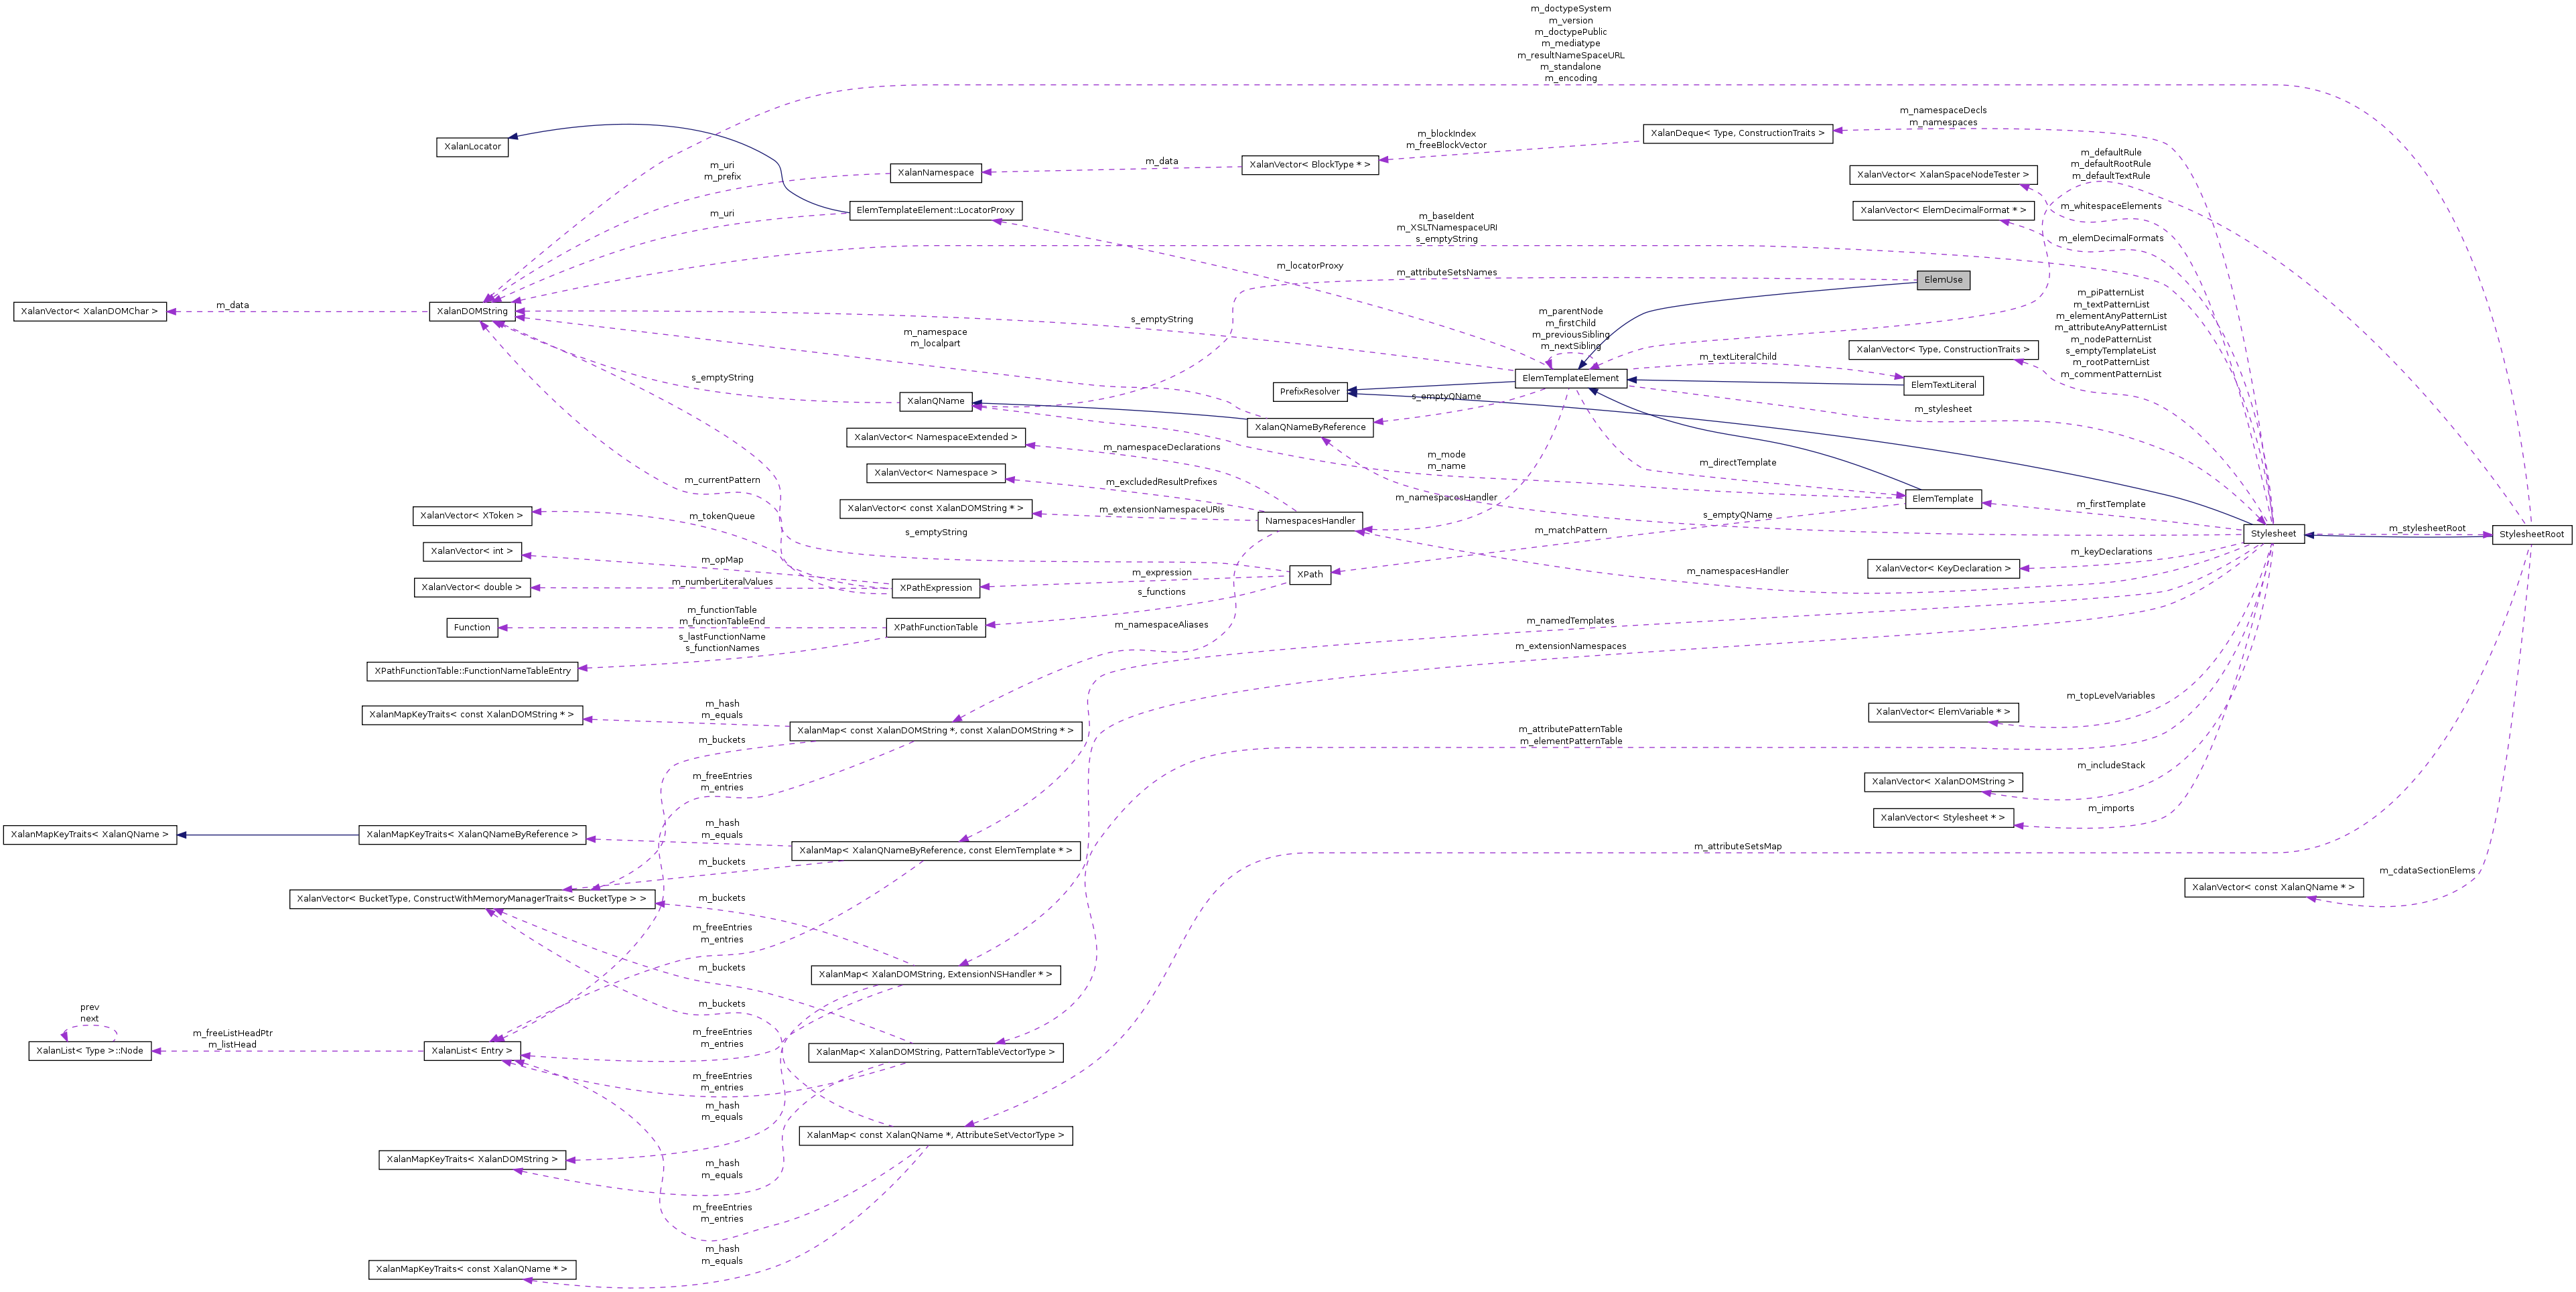 m_doctypeSystem
m_version
m_doctypePublic
m_mediatype
m_resultNameSpaceURL
m_standalone
m_encoding
m_namespaceDecls
m_namespaces
XalanDeque< Type, ConstructionTraits >
m_blockIndex
m_freeBlockVector
XalanLocator
m_defaultRule
m_defaultRootRule
m_defaultTextRule
XalanVector< BlockType * >
m_data
m_uri
m_prefix
XalanNamespace
XalanVector< XalanSpaceNodeTester >
m_whitespaceElements
ElemTemplateElement::LocatorProxy
m_uri
XalanVector< ElemDecimalFormat * >
m_baseIdent
m_XSLTNamespaceURI
s_emptyString
m_elemDecimalFormats
m_locatorProxy
m_attributeSetsNames
ElemUse
m_piPatternList
m_textPatternList
m_elementAnyPatternList
m_attributeAnyPatternList
m_nodePatternList
s_emptyTemplateList
m_rootPatternList
m_commentPatternList
XalanVector< XalanDOMChar >
m_data
XalanDOMString
s_emptyString
m_parentNode
m_firstChild
m_previousSibling
m_nextSibling
m_namespace
m_localpart
XalanVector< Type, ConstructionTraits >
m_textLiteralChild
s_emptyString
ElemTemplateElement
ElemTextLiteral
PrefixResolver
XalanQName
s_emptyQName
m_stylesheet
XalanQNameByReference
XalanVector< NamespaceExtended >
m_namespaceDeclarations
m_mode
m_name
m_directTemplate
XalanVector< Namespace >
m_excludedResultPrefixes
m_currentPattern
m_namespacesHandler
ElemTemplate
m_firstTemplate
XalanVector< const XalanDOMString * >
m_extensionNamespaceURIs
XalanVector< XToken >
m_tokenQueue
s_emptyString
NamespacesHandler
s_emptyQName
m_matchPattern
Stylesheet
m_stylesheetRoot
StylesheetRoot
XalanVector< int >
m_opMap
m_keyDeclarations
XalanVector< KeyDeclaration >
m_expression
XPath
m_namespacesHandler
XalanVector< double >
m_numberLiteralValues
XPathExpression
s_functions
m_functionTable
m_functionTableEnd
Function
XPathFunctionTable
m_namespaceAliases
m_namedTemplates
s_lastFunctionName
s_functionNames
m_extensionNamespaces
XPathFunctionTable::FunctionNameTableEntry
m_topLevelVariables
XalanVector< ElemVariable * >
m_hash
m_equals
XalanMapKeyTraits< const XalanDOMString * >
XalanMap< const XalanDOMString *, const XalanDOMString * >
m_buckets
m_attributePatternTable
m_elementPatternTable
m_includeStack
m_freeEntries
m_entries
XalanVector< XalanDOMString >
m_imports
XalanVector< Stylesheet * >
XalanMapKeyTraits< XalanQName >
XalanMapKeyTraits< XalanQNameByReference >
m_hash
m_equals
XalanMap< XalanQNameByReference, const ElemTemplate * >
m_attributeSetsMap
m_buckets
m_cdataSectionElems
XalanVector< const XalanQName * >
XalanVector< BucketType, ConstructWithMemoryManagerTraits< BucketType > >
m_buckets
m_freeEntries
m_entries
m_buckets
XalanMap< XalanDOMString, ExtensionNSHandler * >
prev
next
m_buckets
m_freeListHeadPtr
m_listHead
m_freeEntries
m_entries
XalanList< Type >::Node
XalanList< Entry >
XalanMap< XalanDOMString, PatternTableVectorType >
m_freeEntries
m_entries
m_hash
m_equals
XalanMap< const XalanQName *, AttributeSetVectorType >
XalanMapKeyTraits< XalanDOMString >
m_hash
m_equals
m_freeEntries
m_entries
m_hash
m_equals
XalanMapKeyTraits< const XalanQName * >